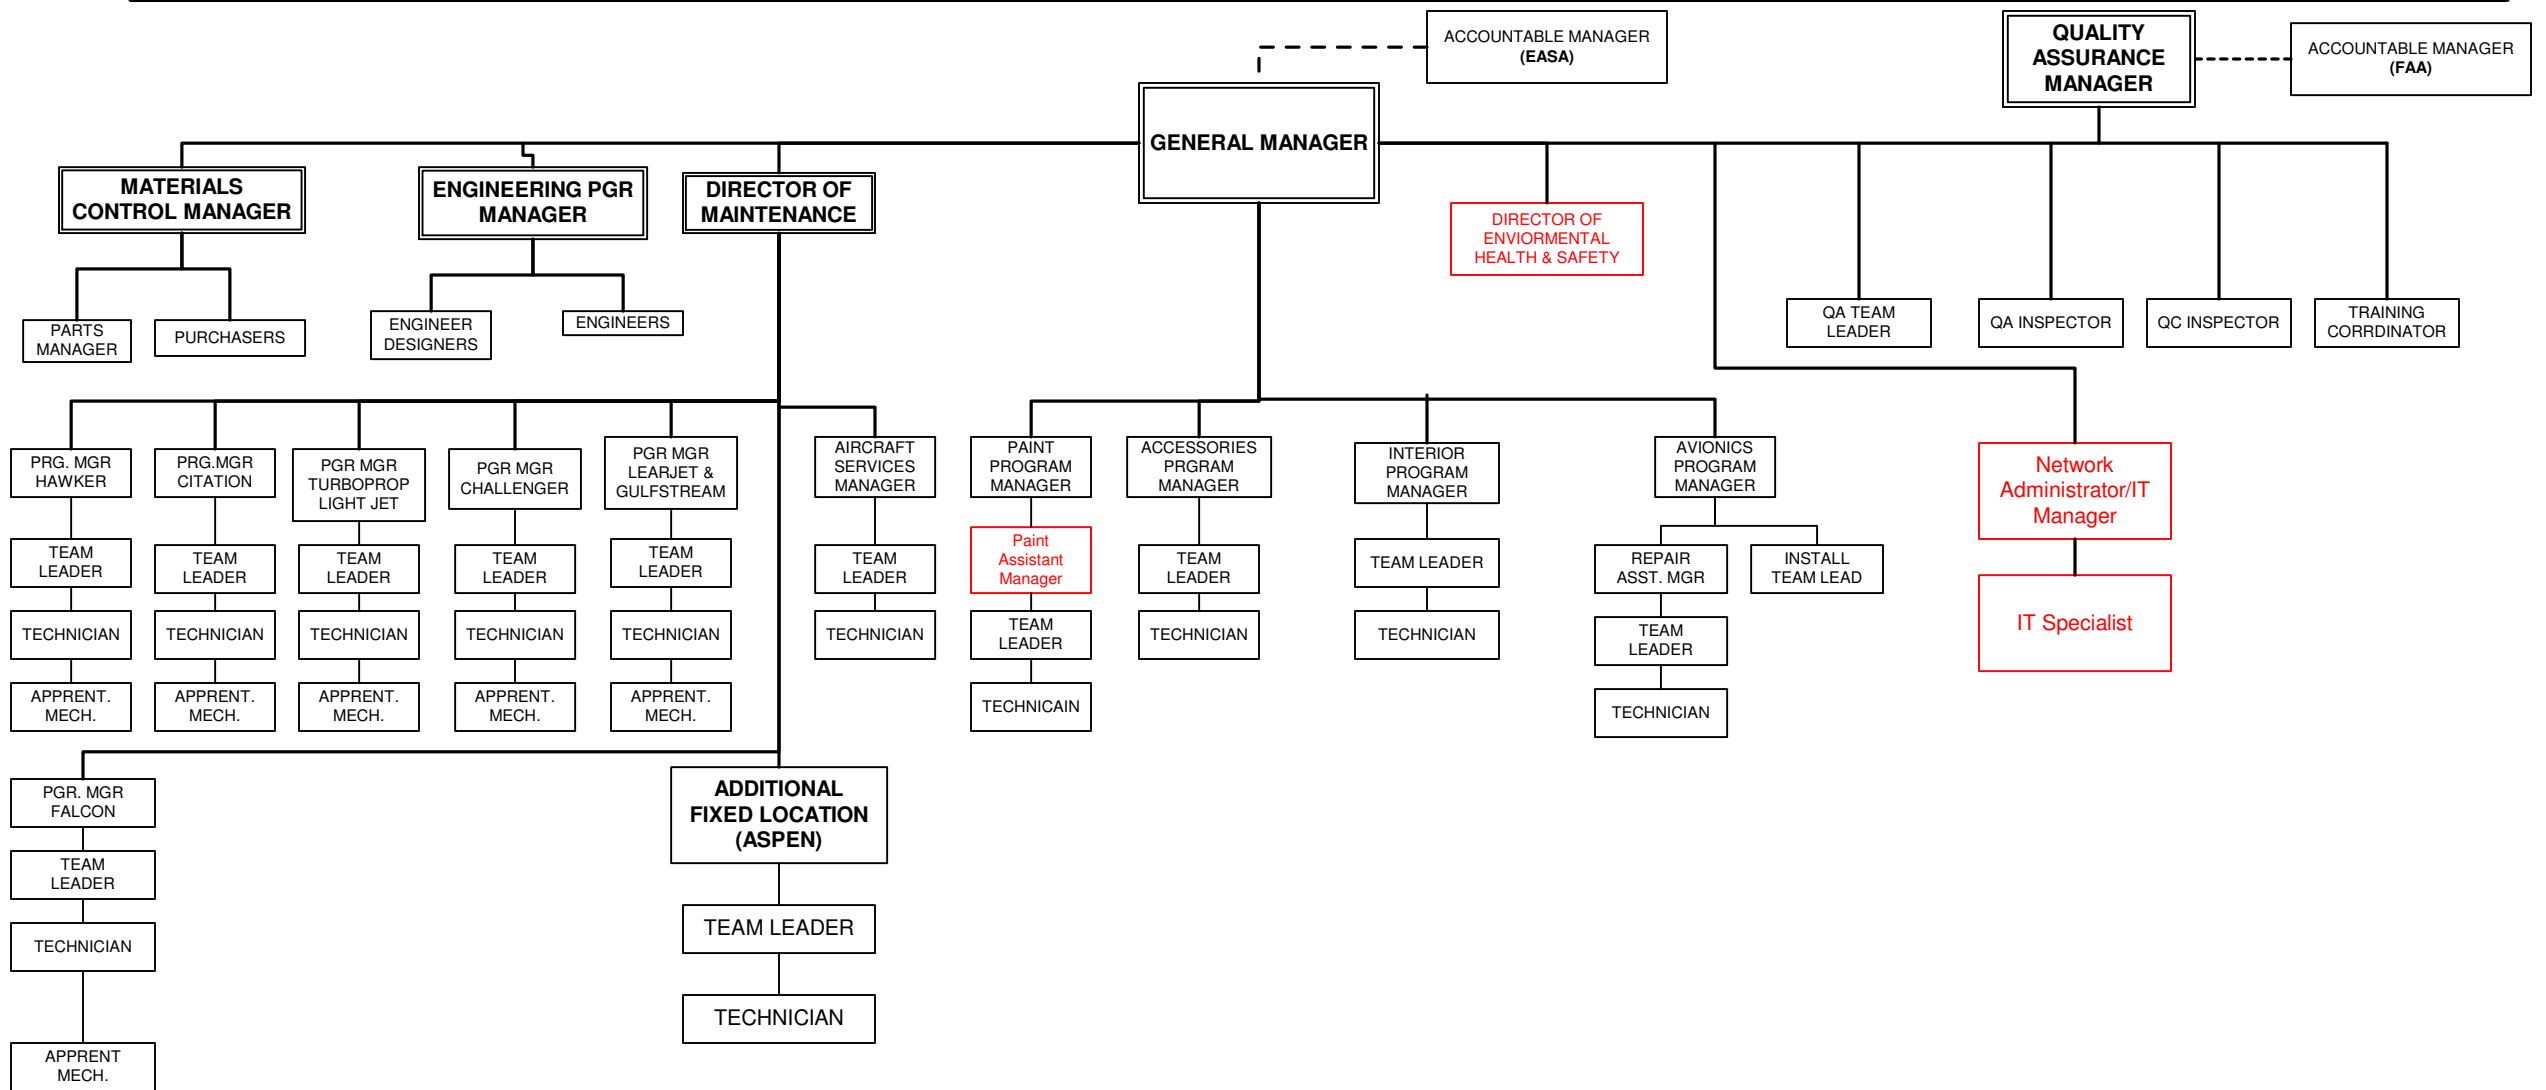 ACCOUNTABLE MANAGER
(EASA)
QUALITY
ASSURANCE
MANAGER
ACCOUNTABLE MANAGER
(FAA)
GENERAL MANAGER
MATERIALS
CONTROL MANAGER
ENGINEERING PGR
MANAGER
DIRECTOR OF
MAINTENANCE
DIRECTOR OF
ENVIORMENTAL
HEALTH & SAFETY
PARTS
MANAGER
PURCHASERS
ENGINEER
DESIGNERS
ENGINEERS
QA TEAM
LEADER
QA INSPECTOR
QC INSPECTOR
TRAINING
CORRDINATOR
PRG. MGR
HAWKER
PRG.MGR
CITATION
PGR MGR
TURBOPROP
LIGHT JET
PGR MGR
CHALLENGER
PGR MGR
LEARJET &
GULFSTREAM
AIRCRAFT
SERVICES
MANAGER
PAINT
PROGRAM
MANAGER
ACCESSORIES
PRGRAM
MANAGER
INTERIOR
PROGRAM
MANAGER
AVIONICS
PROGRAM
MANAGER
Network
Administrator/IT
Manager
TEAM
LEADER
TEAM
LEADER
TEAM
LEADER
TEAM
LEADER
TEAM
LEADER
TEAM
LEADER
Paint
Assistant
Manager
TEAM
LEADER
TEAM LEADER
REPAIR
ASST. MGR
INSTALL
TEAM LEAD
IT Specialist
TECHNICIAN
TECHNICIAN
TECHNICIAN
TECHNICIAN
TECHNICIAN
TECHNICIAN
TEAM
LEADER
TECHNICIAN
TECHNICIAN
TEAM
LEADER
APPRENT.
MECH.
APPRENT.
MECH.
APPRENT.
MECH.
APPRENT.
MECH.
APPRENT.
MECH.
TECHNICAIN
TECHNICIAN
PGR. MGR
FALCON
ADDITIONAL
FIXED LOCATION
(ASPEN)
TEAM
LEADER
TEAM LEADER
TECHNICIAN
TECHNICIAN
APPRENT
MECH.